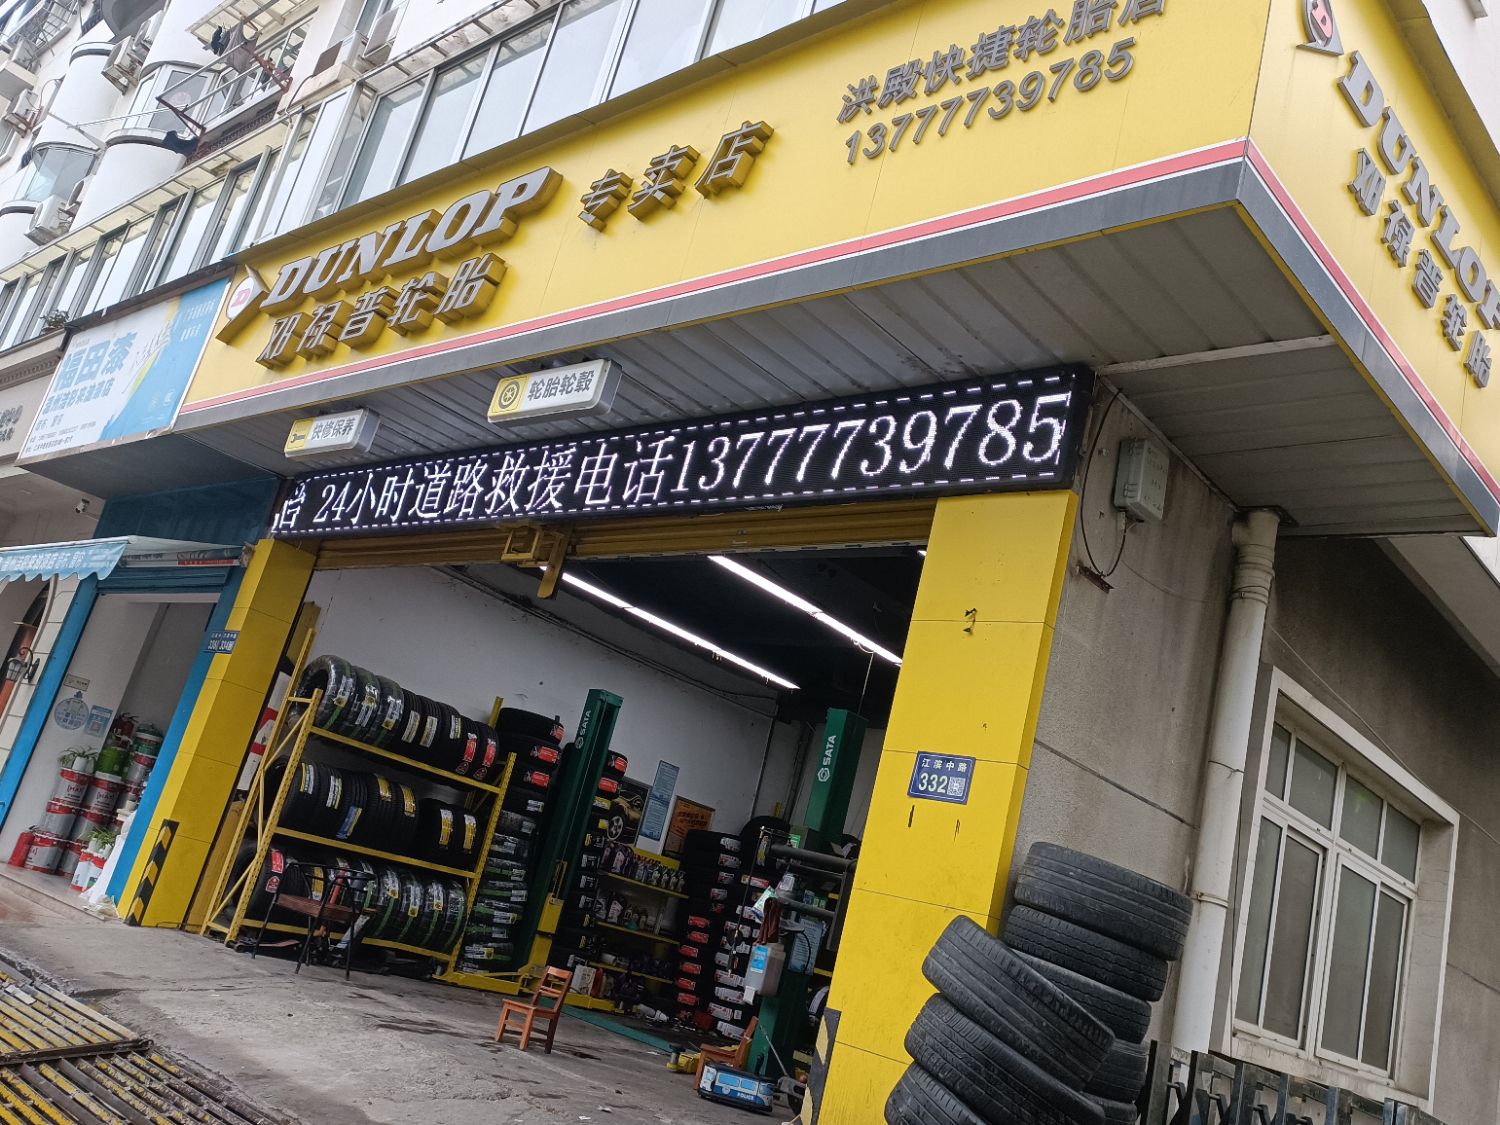 洪殿快捷轮胎店
13777739785
DUNLOP 专卖店
邓禄普轮胎
DUNLOP
邓禄普轮胎
福田漆
轮胎轮毂
快修保养
胎 24小时道路救援电话13777739785
江滨中路
332
SATA
SATA
POLICE